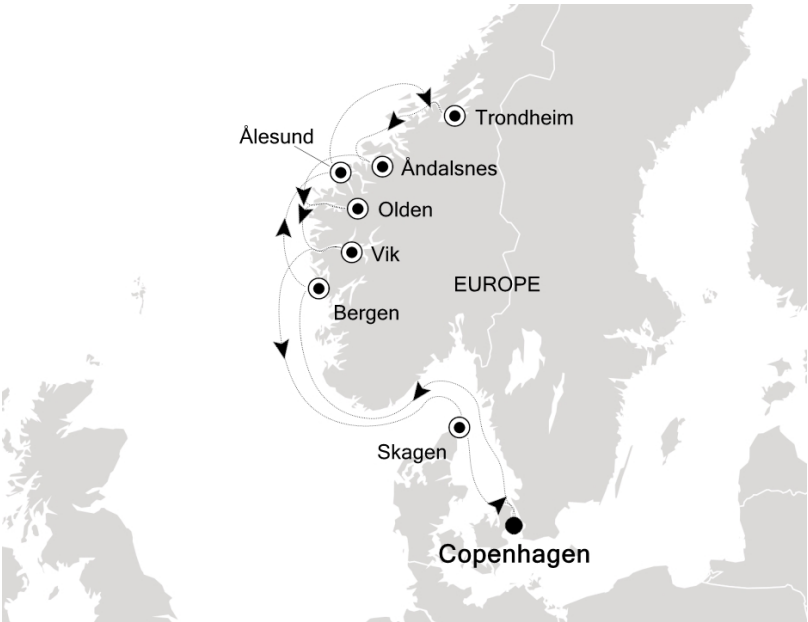 Trondheim
Ålesund
Åndalsnes
Olden
Vik
EUROPE
Bergen
Skagen
Copenhagen